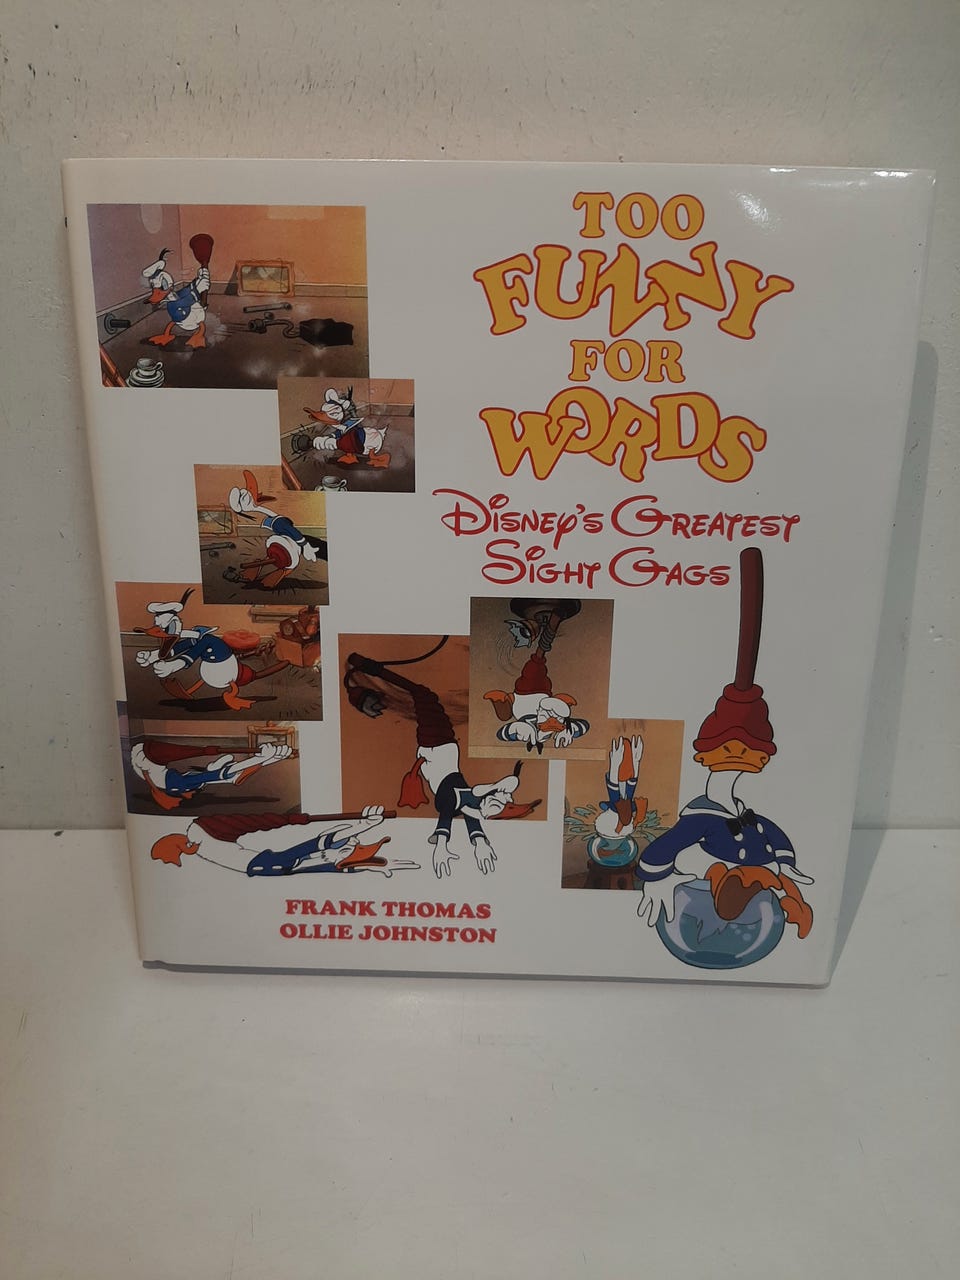 TOO
FUNNY
FOR
WORDS
DISNEY'S GREATEST
SIGHT GAGS
FRANK THOMAS
OLLIE JOHNSTON